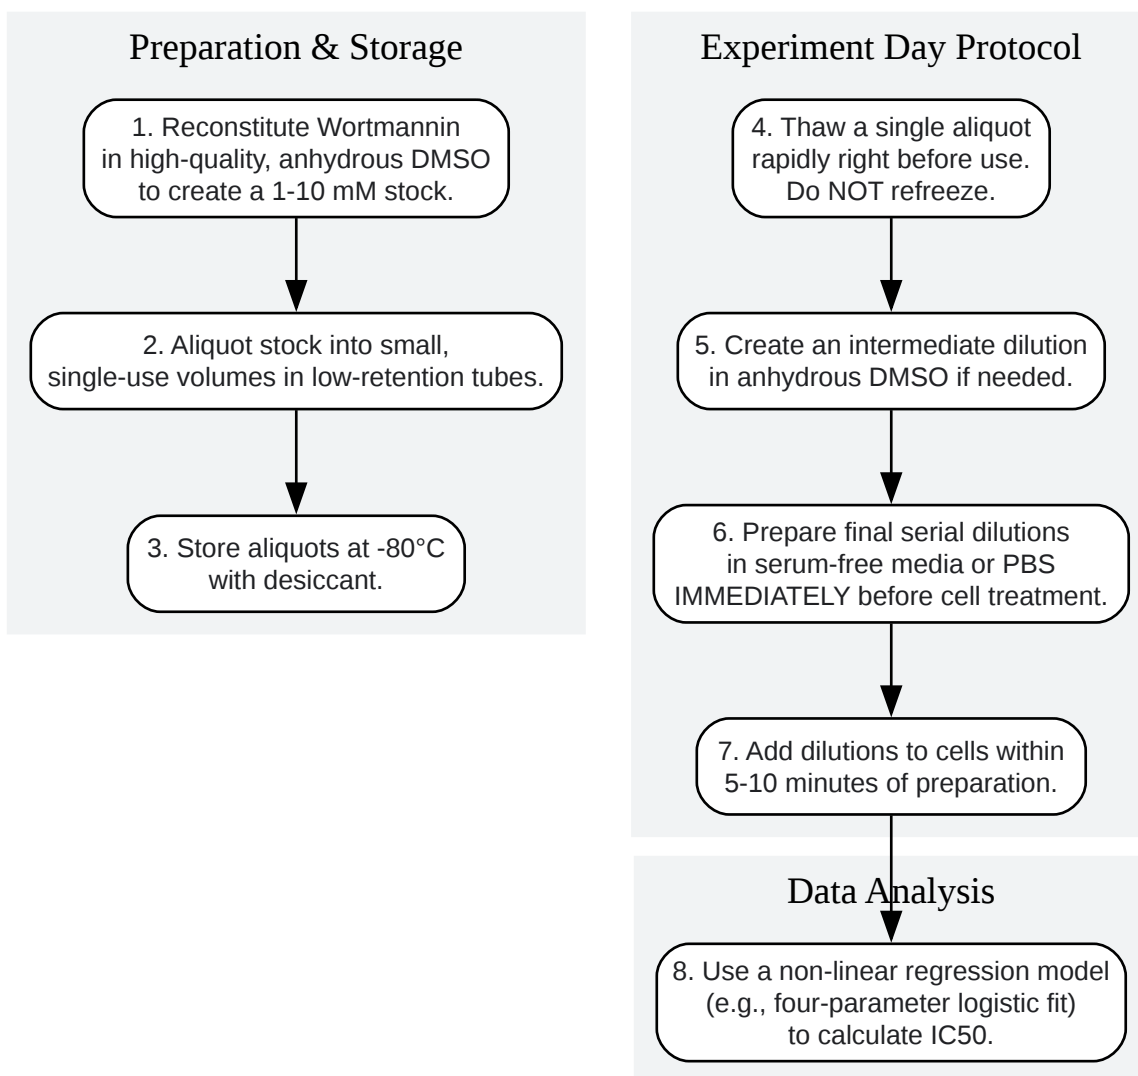 Preparation & Storage
1. Reconstitute Wortmannin
in high-quality, anhydrous DMSO
to create a 1-10 mM stock.
2. Aliquot stock into small,
single-use volumes in low-retention tubes.
3. Store aliquots at -80°C
with desiccant.
Experiment Day Protocol
4. Thaw a single aliquot
rapidly right before use.
Do NOT refreeze.
5. Create an intermediate dilution
in anhydrous DMSO if needed.
6. Prepare final serial dilutions
in serum-free media or PBS
IMMEDIATELY before cell treatment.
7. Add dilutions to cells within
5-10 minutes of preparation.
Data Analysis
8. Use a non-linear regression model
(e.g., four-parameter logistic fit)
to calculate IC50.